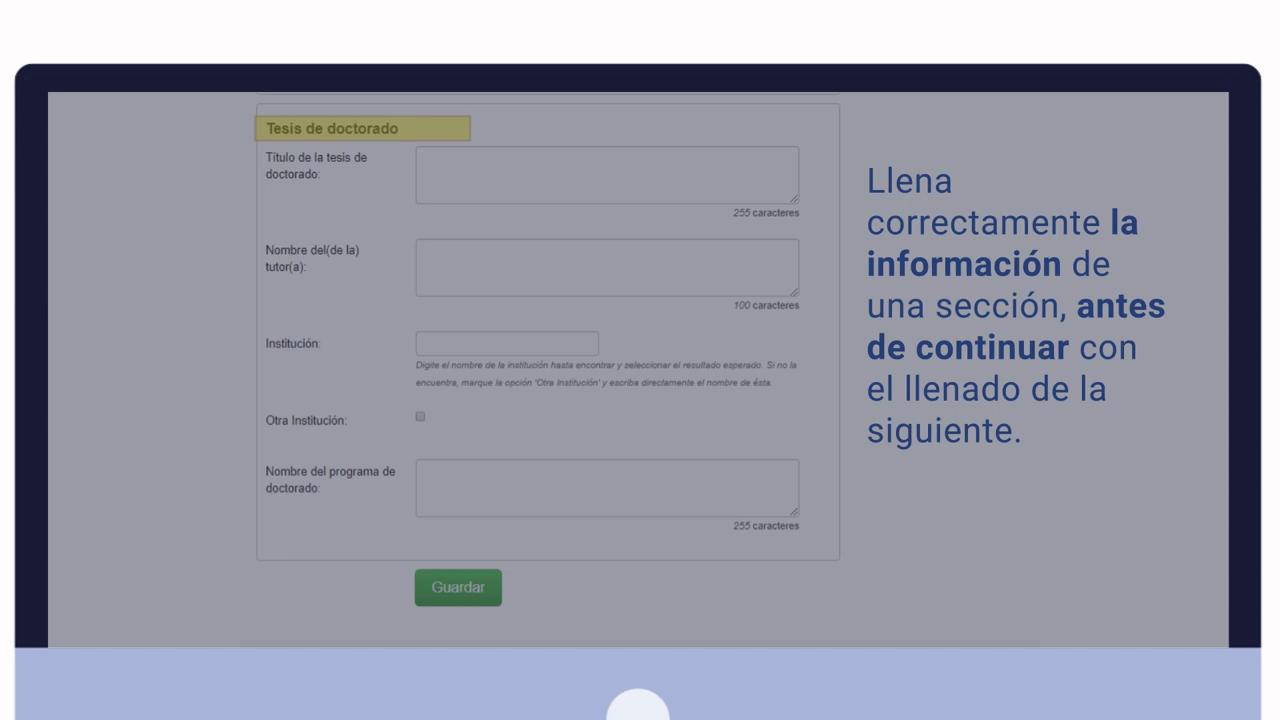 Tesis de doctorado
Título de la tesis de
doctorado:
255 caracteres
Nombre del(de la)
tutor(a):
100 caracteres
Institución:
Digite el nombre de la institución hasta encontrar y seleccionar el resultado esperado. Si no la
encuentra, marque la opción 'Otra Institución' y escriba directamente el nombre de ésta.
Otra Institución:
Nombre del programa de
doctorado:
255 caracteres
Guardar
Llena
correctamente la
información de
una sección, antes
de continuar con
el llenado de la
siguiente.